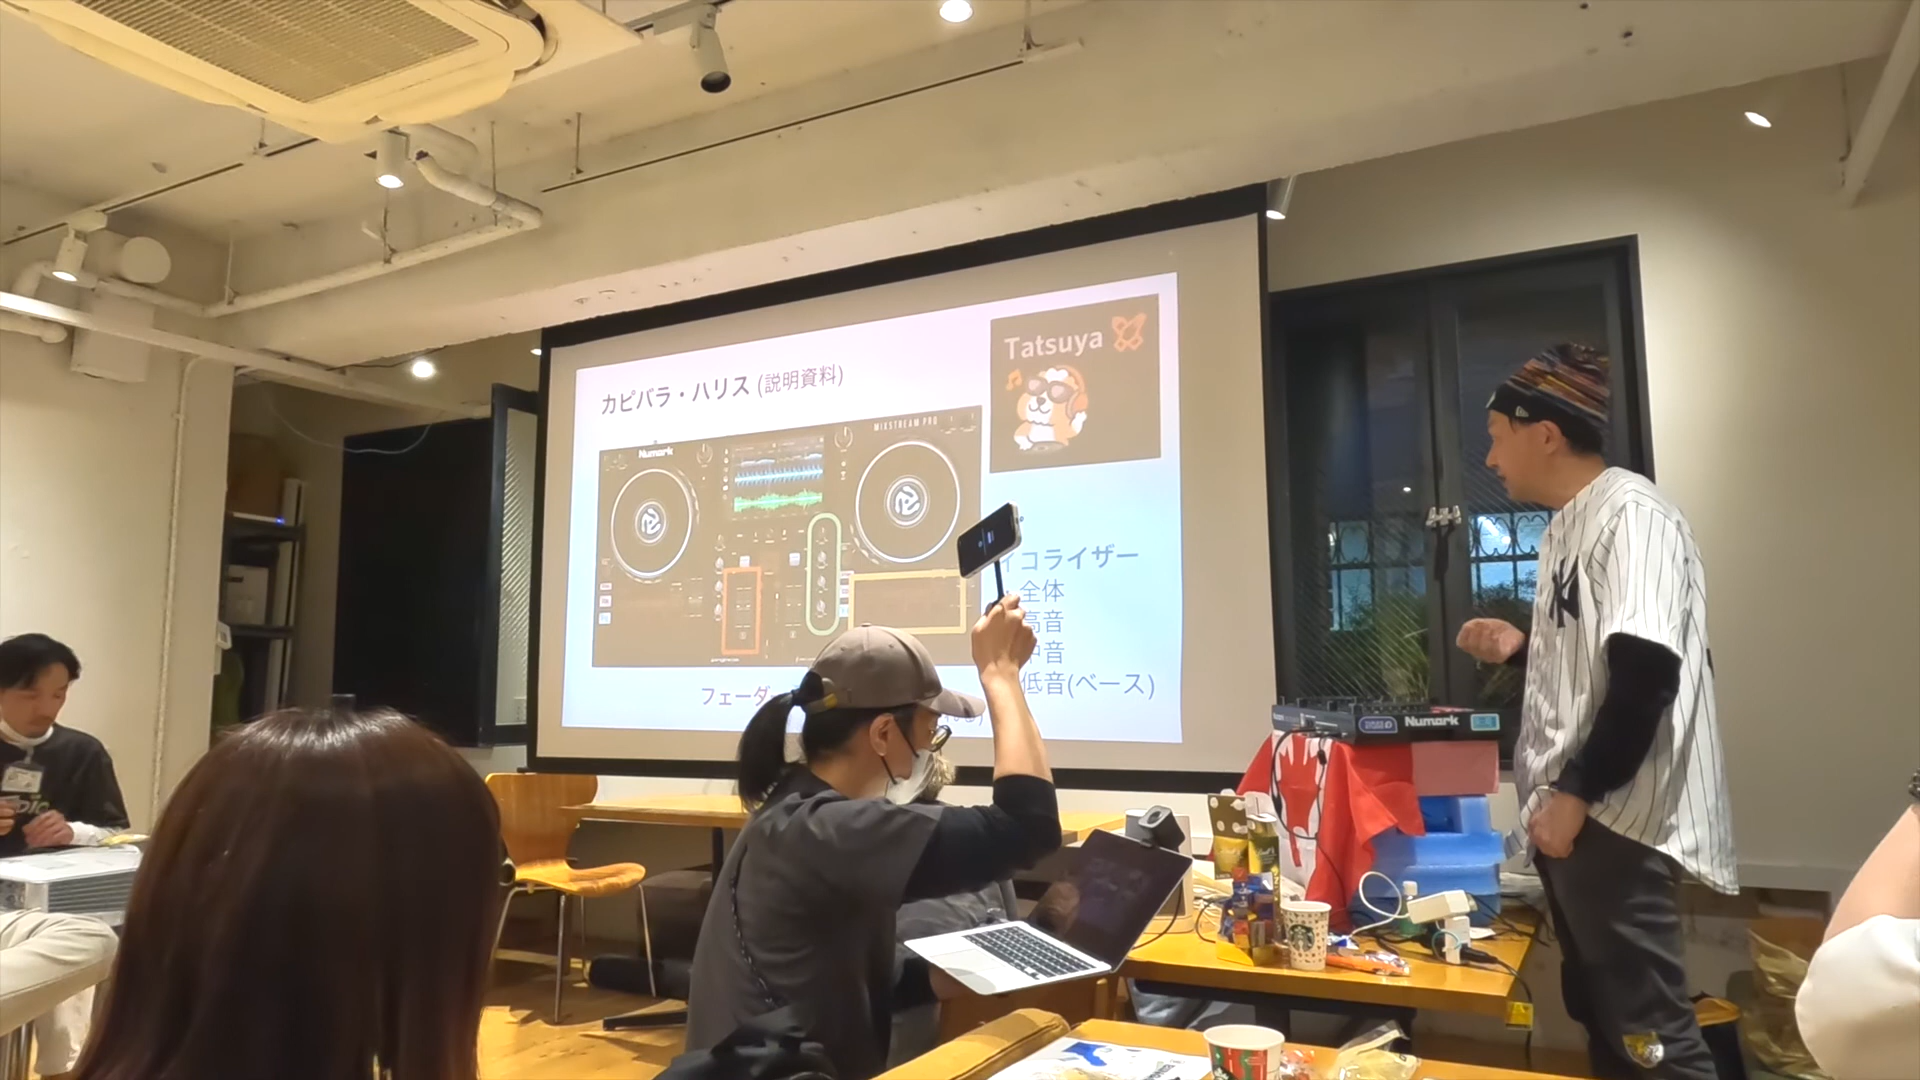 カピバラ・ハリス (説明資料)
Tatsuya
Numark
MIXSTREAM PRO
イコライザー
全体
高音
中音
低音(ベース)
フェーダー
Numark
NY